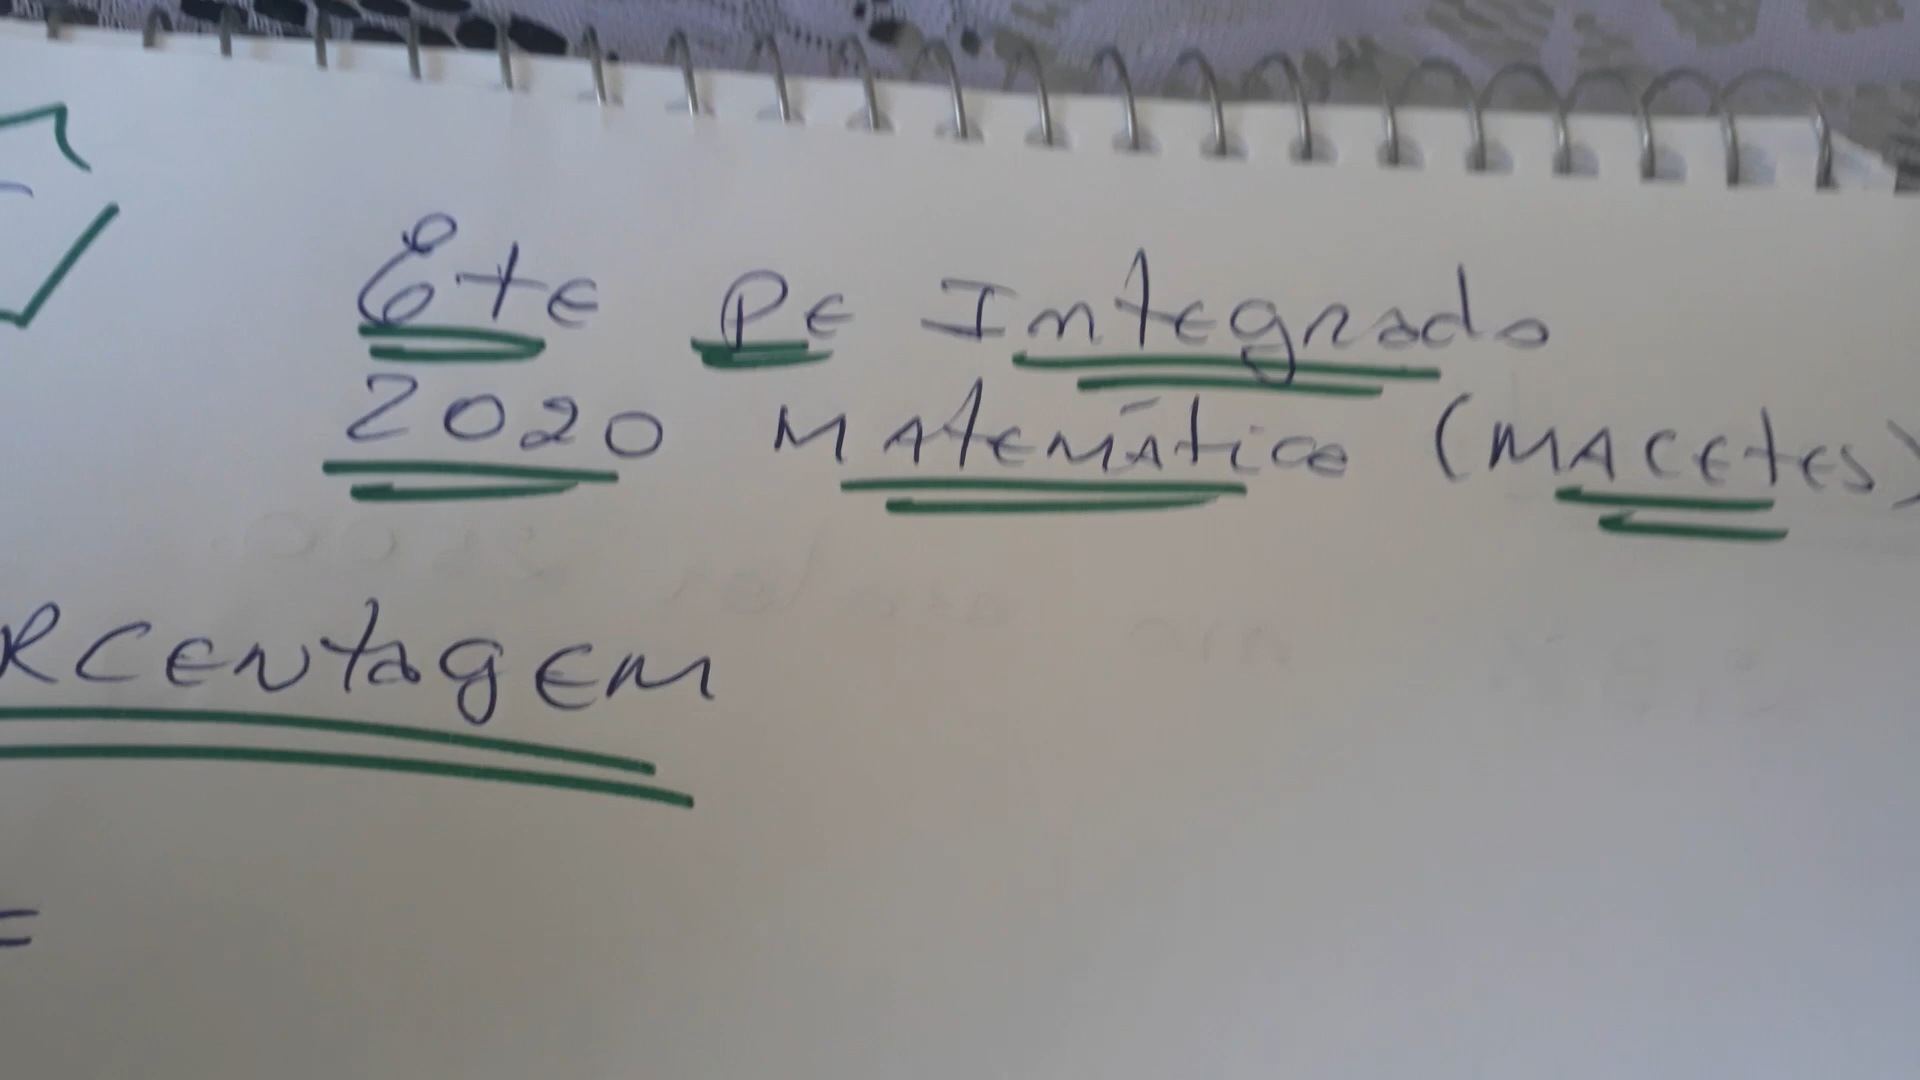 Ete PE Integrado
2020 Matemática (MACEtes)
RCENtagEM
=